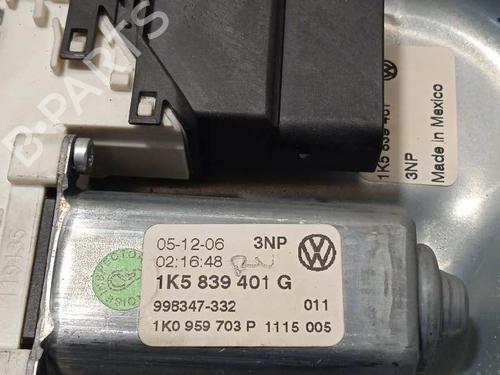 B-PARTS
1K5 839 401
3NP
Made in Mexico
05-12-06 3NP
02:16:48
1K5 839 401 G
998347-332 011
1K0 959 703 P 1115 005